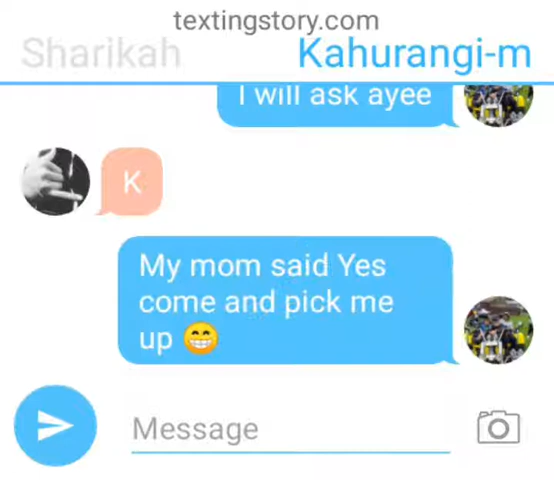 textingstory.com
Sharikah Kahurangi-m
I will ask ayee
K
My mom said Yes
come and pick me
up 😁
Message